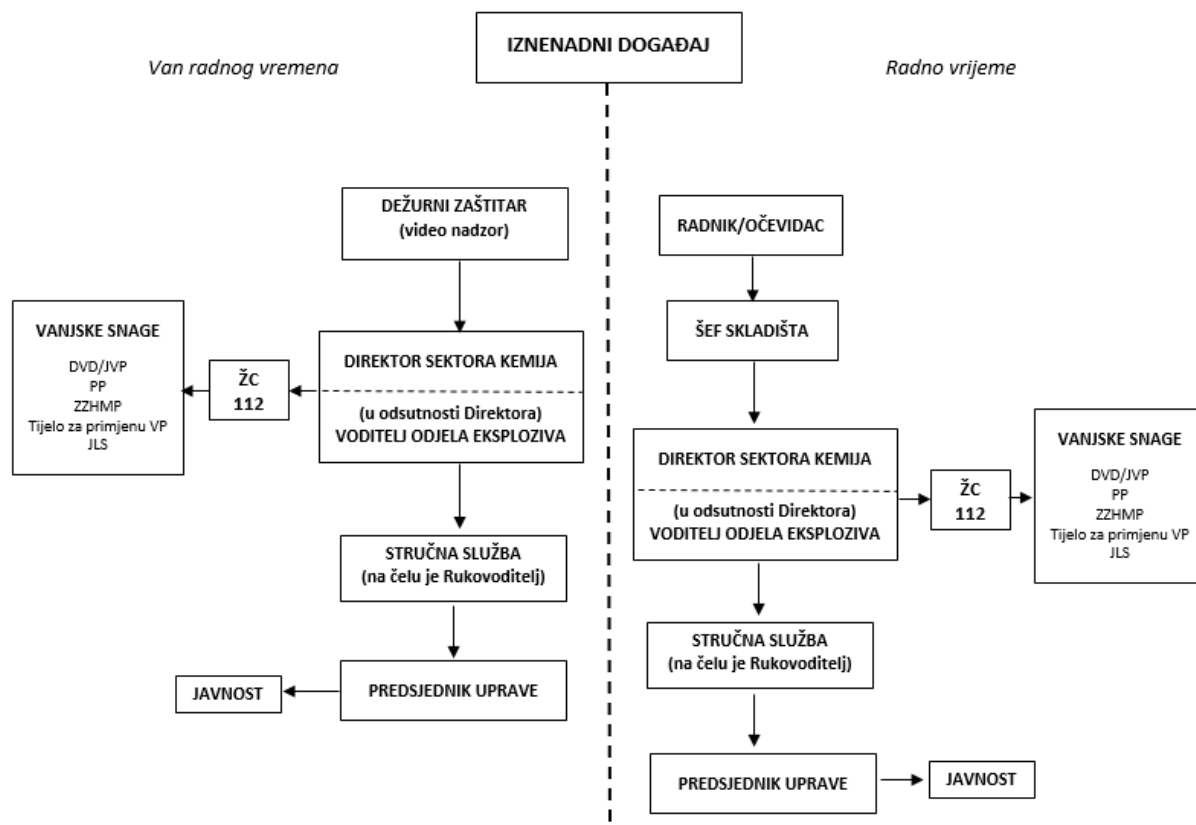 IZNENADNI DOGAĐAJ
Van radnog vremena
Radno vrijeme
DEŽURNI ZAŠTITAR
(video nadzor)
DIREKTOR SEKTORA KEMIJA
(u odsutnosti Direktora)
VODITELJ ODJELA EKSPLOZIVA
ŽC
112
VANJSKE SNAGE
DVD/JVP
PP
ZZHMP
Tijelo za primjenu VP
JLS
STRUČNA SLUŽBA
(na čelu je Rukovoditelj)
PREDSJEDNIK UPRAVE
JAVNOST
RADNIK/OČEVIDAC
ŠEF SKLADIŠTA
DIREKTOR SEKTORA KEMIJA
(u odsutnosti Direktora)
VODITELJ ODJELA EKSPLOZIVA
ŽC
112
VANJSKE SNAGE
DVD/JVP
PP
ZZHMP
Tijelo za primjenu VP
JLS
STRUČNA SLUŽBA
(na čelu je Rukovoditelj)
PREDSJEDNIK UPRAVE
JAVNOST